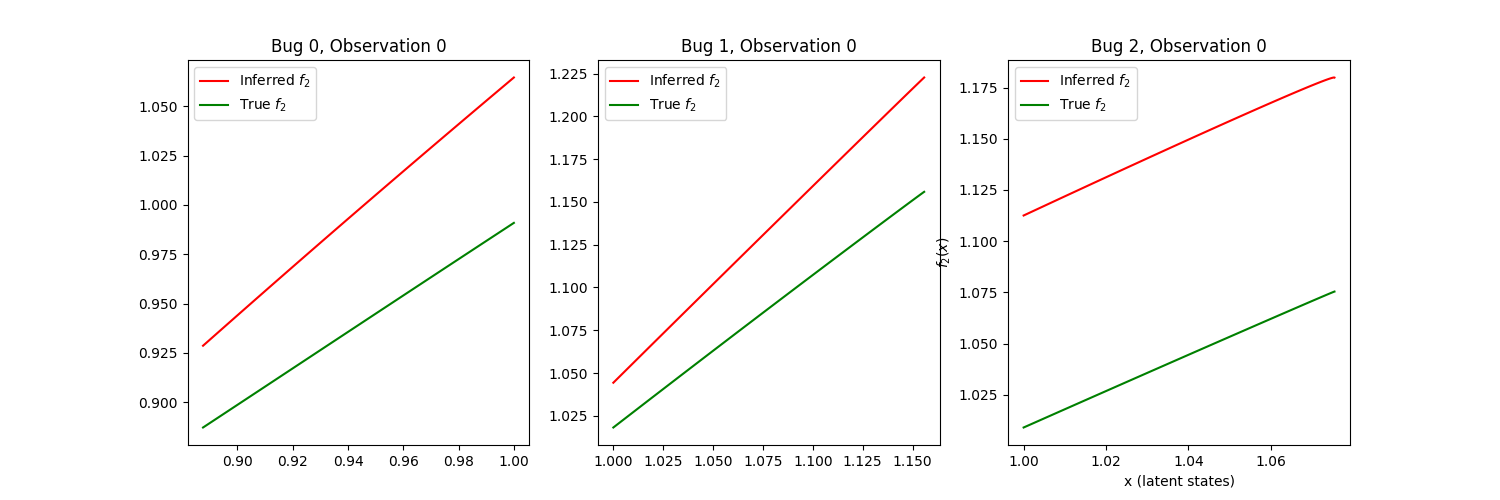 Bug 0, Observation 0
Inferred f₂
True f₂
1.050
1.025
1.000
0.975
0.950
0.925
0.900
0.90 0.92 0.94 0.96 0.98 1.00
Bug 1, Observation 0
Inferred f₂
True f₂
1.225
1.200
1.175
1.150
1.125
1.100
1.075
1.050
1.025
1.000 1.025 1.050 1.075 1.100 1.125 1.150
Bug 2, Observation 0
Inferred f₂
True f₂
f₂(x)
1.175
1.150
1.125
1.100
1.075
1.050
1.025
1.00 1.02 1.04 1.06
x (latent states)